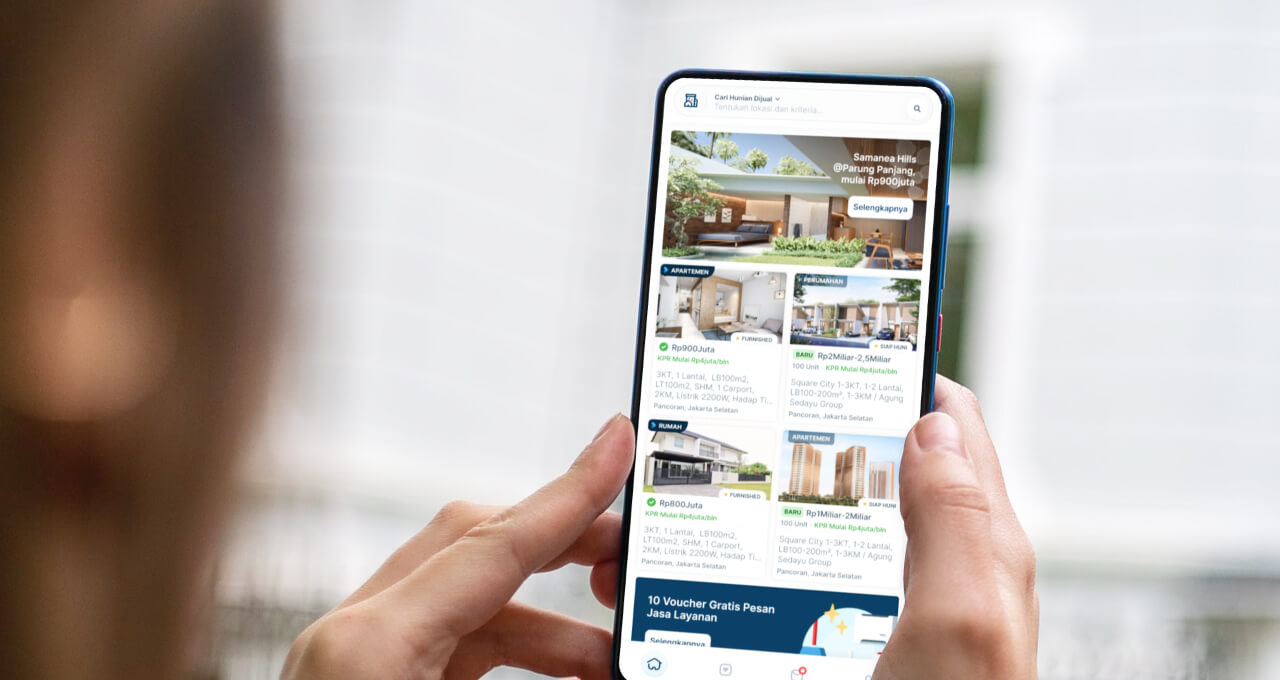 Cari Hunian Dijual
Tentukan lokasi dan kriteria...
Samanea Hills
@Parung Panjang,
mulai Rp900juta
Selengkapnya
APARTEMEN
FURNISHED
Rp900Juta
KPR Mulai Rp4juta/bln
3KT, 1 Lantai, LB100m2,
LT100m2, SHM, 1 Carport,
2KM, Listrik 2200W, Hadap Ti...
Pancoran, Jakarta Selatan
PERUMAHAN
SIAP HUNI
BARU Rp2Miliar-2,5Miliar
100 Unit · KPR Mulai Rp4juta/bln
Square City 1-3KT, 1-2 Lantai,
LB100-200m², 1-3KM / Agung
Sedayu Group
Pancoran, Jakarta Selatan
RUMAH
FURNISHED
Rp800Juta
KPR Mulai Rp4juta/bln
3KT, 1 Lantai, LB100m2,
LT100m2, SHM, 1 Carport,
2KM, Listrik 2200W, Hadap Ti...
Pancoran, Jakarta Selatan
APARTEMEN
SIAP HUNI
BARU Rp1Miliar-2Miliar
100 Unit · KPR Mulai Rp4juta/bln
Square City 1-3KT, 1-2 Lantai,
LB100-200m², 1-3KM / Agung
Sedayu Group
Pancoran, Jakarta Selatan
10 Voucher Gratis Pesan
Jasa Layanan
Selengkapnya